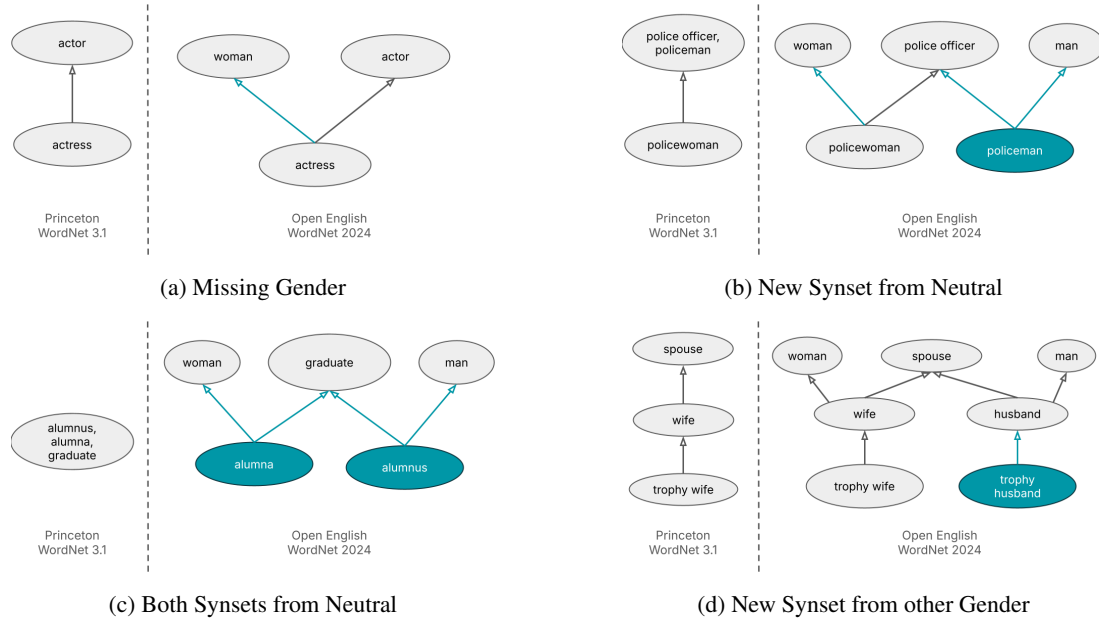 actor
actress
Princeton
WordNet 3.1
woman
actor
actress
Open English
WordNet 2024
(a) Missing Gender
police officer,
policeman
policewoman
Princeton
WordNet 3.1
woman
police officer
man
policewoman
policeman
Open English
WordNet 2024
(b) New Synset from Neutral
alumnus,
alumna,
graduate
Princeton
WordNet 3.1
woman
graduate
man
alumna
alumnus
Open English
WordNet 2024
(c) Both Synsets from Neutral
spouse
wife
trophy wife
Princeton
WordNet 3.1
woman
spouse
man
wife
husband
trophy wife
trophy
husband
Open English
WordNet 2024
(d) New Synset from other Gender